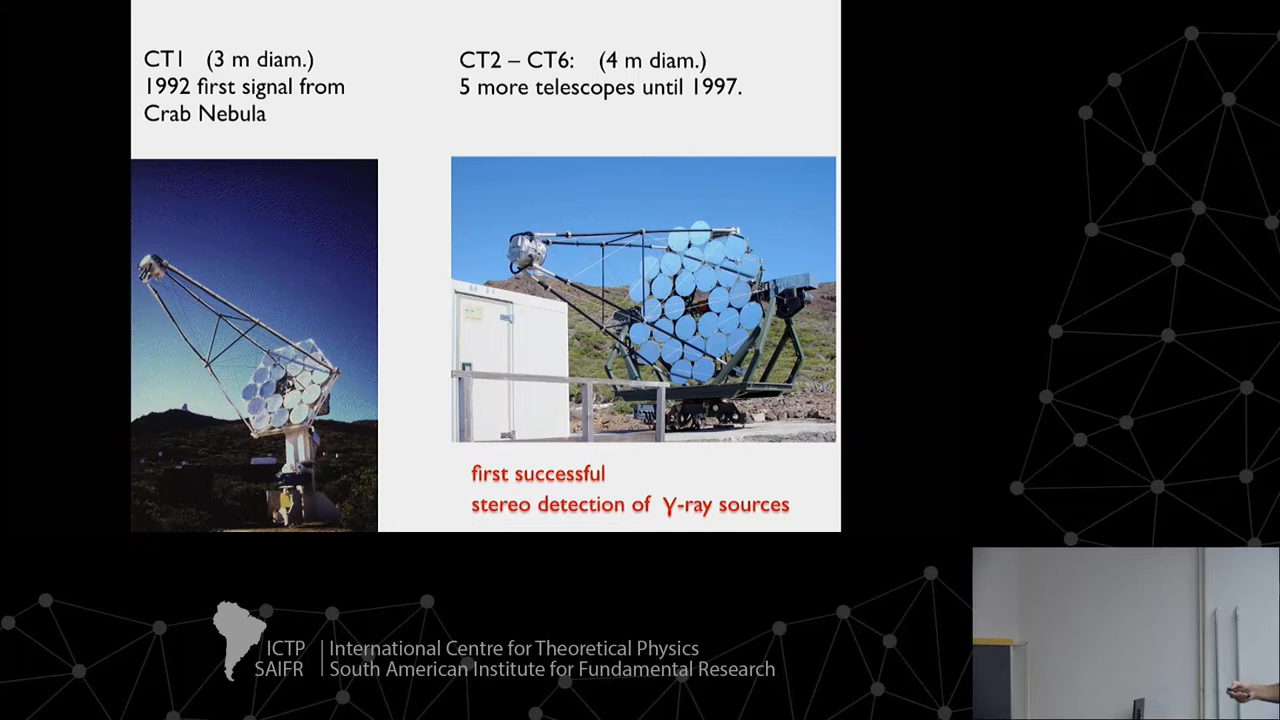 CT1 (3 m diam.)
1992 first signal from
Crab Nebula
CT2 – CT6: (4 m diam.)
5 more telescopes until 1997.
first successful
stereo detection of γ-ray sources
ICTP
SAIFR
International Centre for Theoretical Physics
South American Institute for Fundamental Research